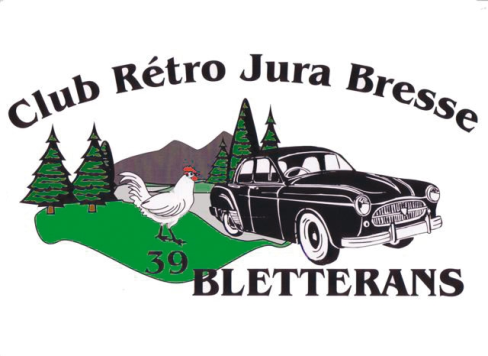 Club Rétro Jura Bresse
39
BLETTERANS